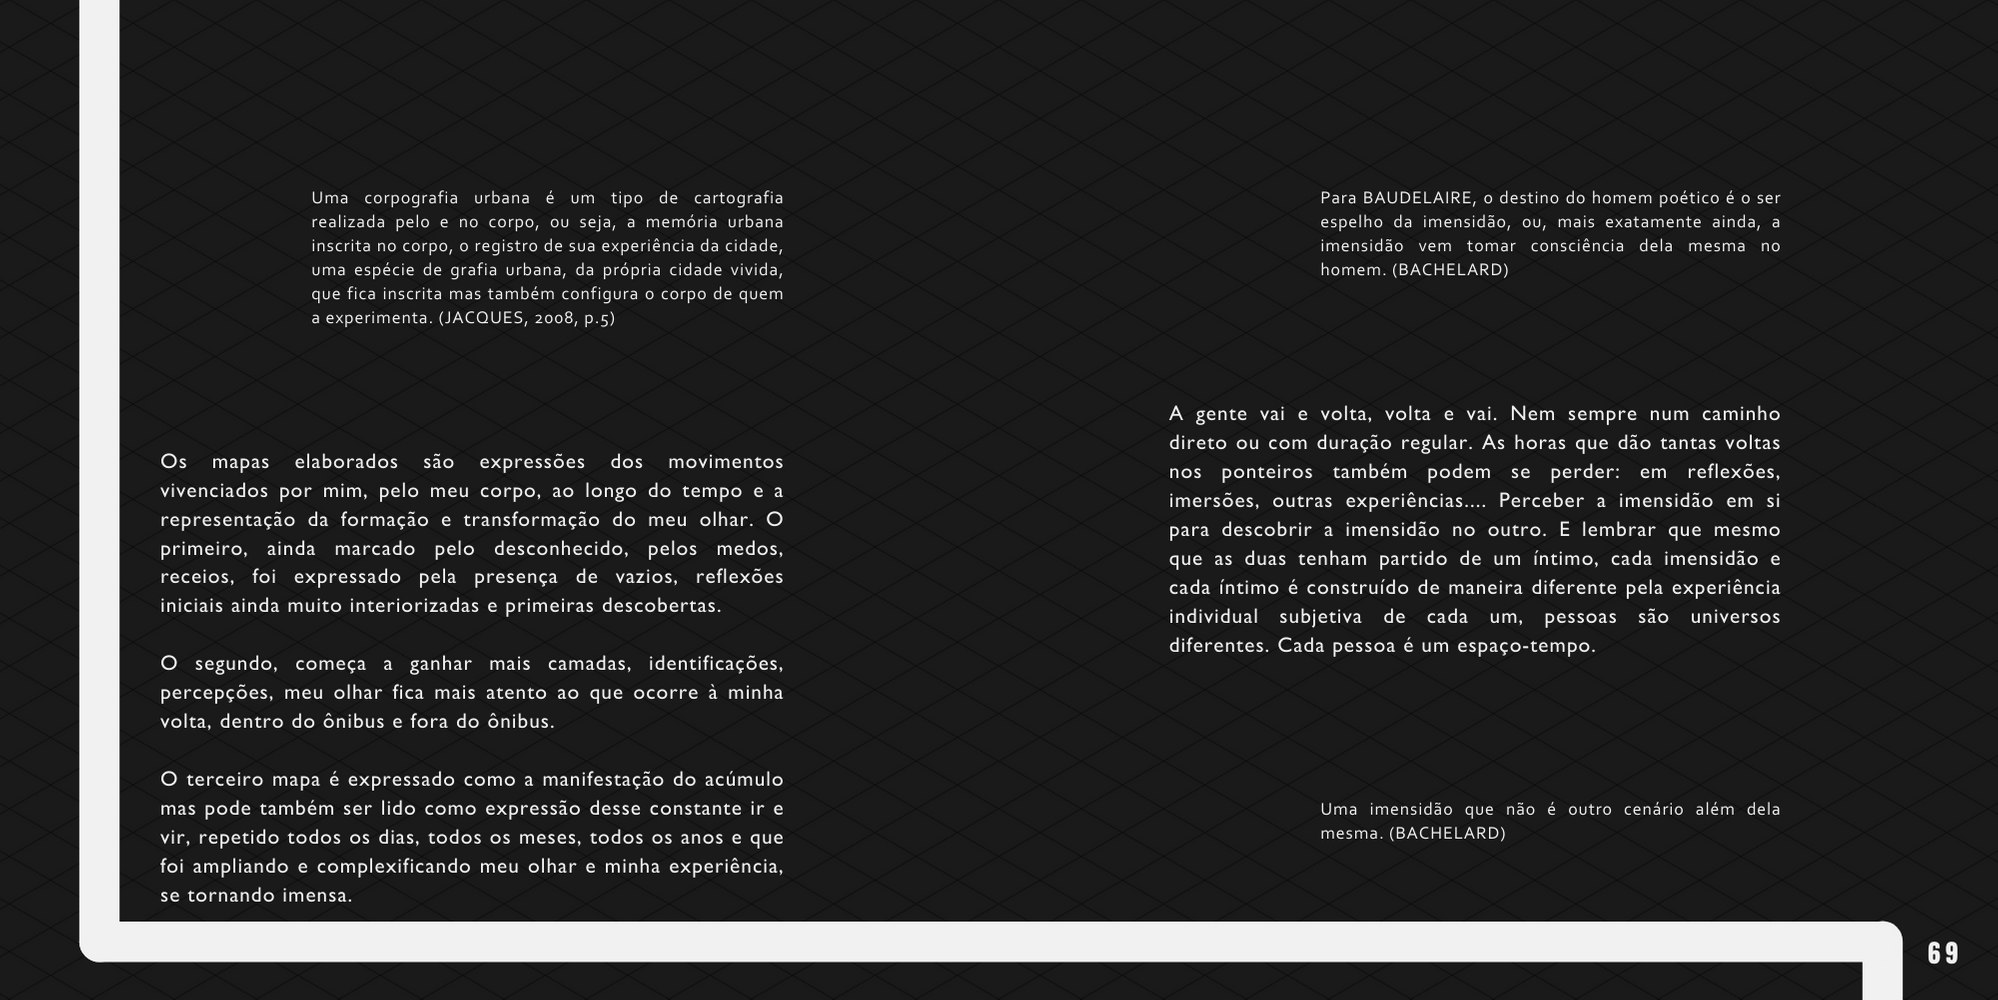 Uma corpografia urbana é um tipo de cartografia
realizada pelo e no corpo, ou seja, a memória urbana
inscrita no corpo, o registro de sua experiência da cidade,
uma espécie de grafia urbana, da própria cidade vivida,
que fica inscrita mas também configura o corpo de quem
a experimenta. (JACQUES, 2008, p.5)
Os mapas elaborados são expressões dos movimentos
vivenciados por mim, pelo meu corpo, ao longo do tempo e a
representação da formação e transformação do meu olhar. O
primeiro, ainda marcado pelo desconhecido, pelos medos,
receios, foi expressado pela presença de vazios, reflexões
iniciais ainda muito interiorizadas e primeiras descobertas.
O segundo, começa a ganhar mais camadas, identificações,
percepções, meu olhar fica mais atento ao que ocorre à minha
volta, dentro do ônibus e fora do ônibus.
O terceiro mapa é expressado como a manifestação do acúmulo
mas pode também ser lido como expressão desse constante ir e
vir, repetido todos os dias, todos os meses, todos os anos e que
foi ampliando e complexificando meu olhar e minha experiência,
se tornando imensa.
Para BAUDELAIRE, o destino do homem poético é o ser
espelho da imensidão, ou, mais exatamente ainda, a
imensidão vem tomar consciência dela mesma no
homem. (BACHELARD)
A gente vai e volta, volta e vai. Nem sempre num caminho
direto ou com duração regular. As horas que dão tantas voltas
nos ponteiros também podem se perder: em reflexões,
imersões, outras experiências.... Perceber a imensidão em si
para descobrir a imensidão no outro. E lembrar que mesmo
que as duas tenham partido de um íntimo, cada imensidão e
cada íntimo é construído de maneira diferente pela experiência
individual subjetiva de cada um, pessoas são universos
diferentes. Cada pessoa é um espaço-tempo.
Uma imensidão que não é outro cenário além dela
mesma. (BACHELARD)
69